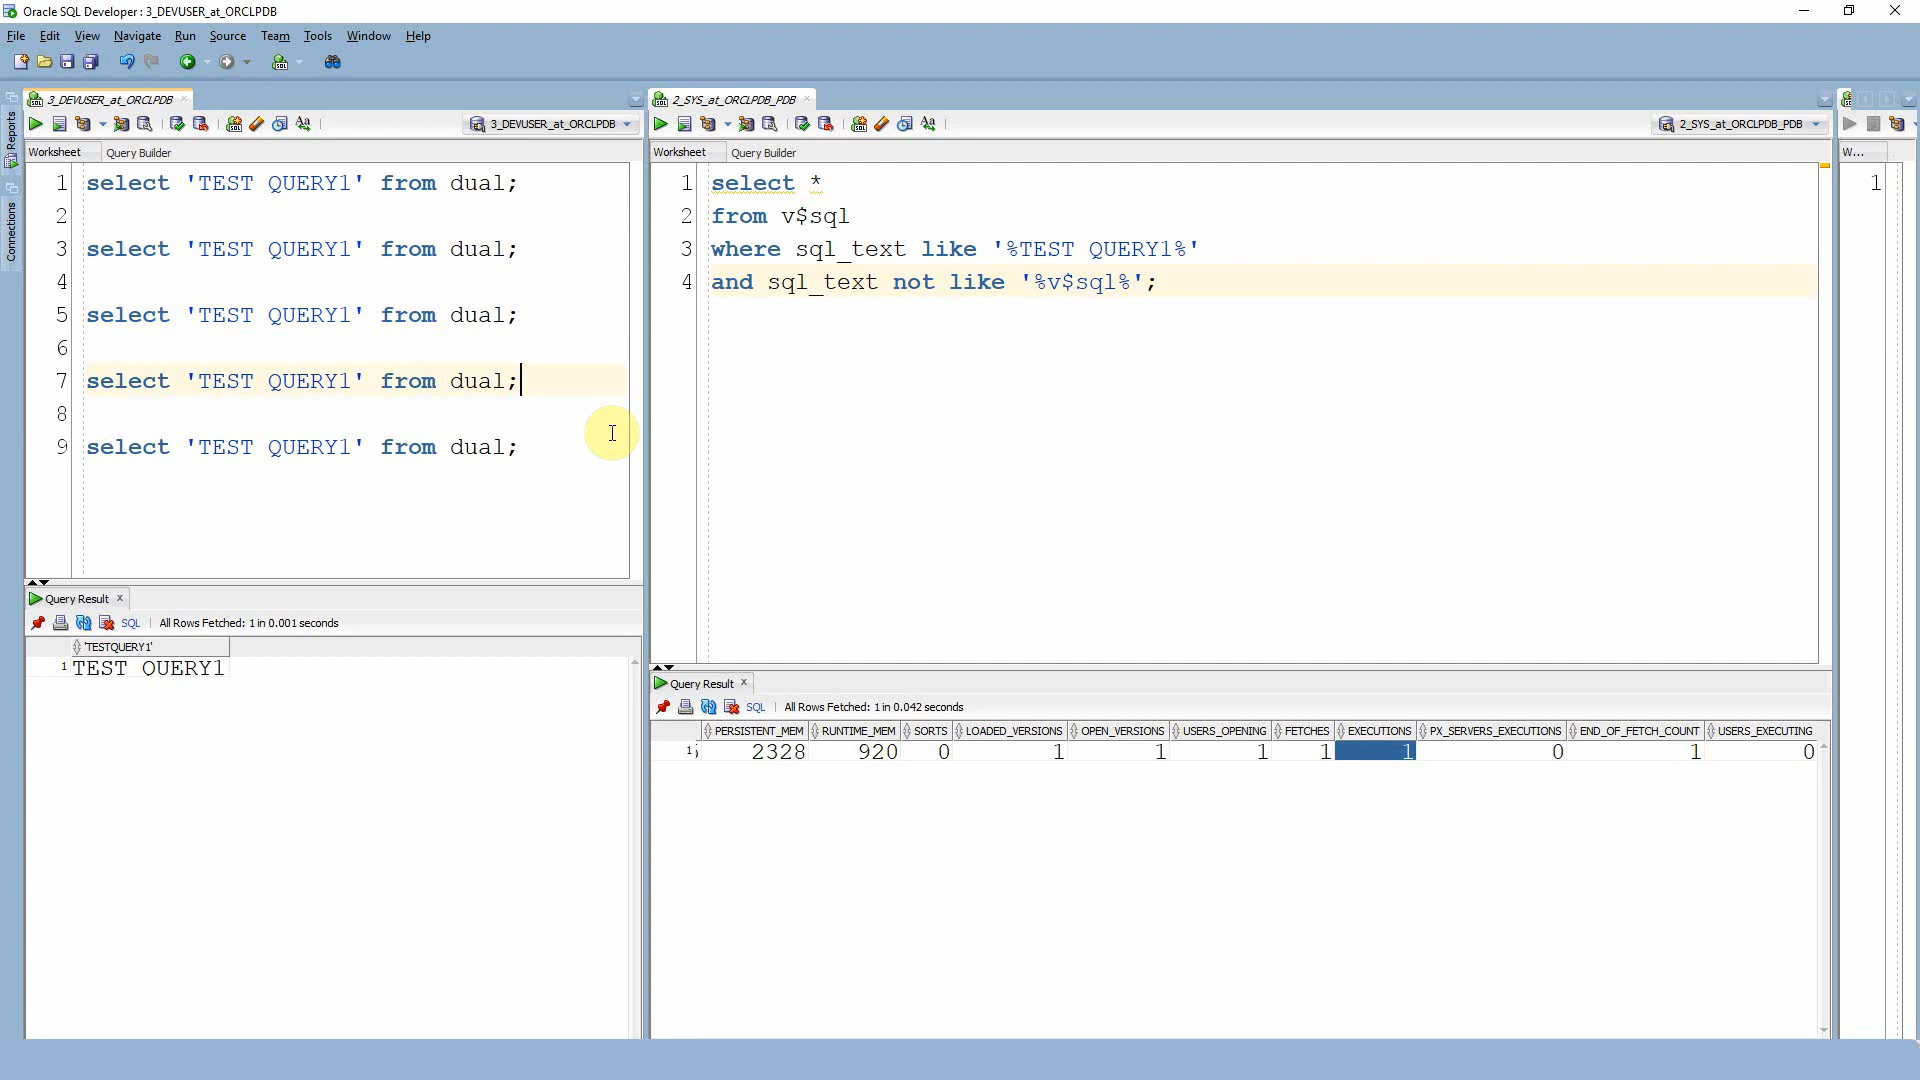 Oracle SQL Developer : 3_DEVUSER_at_ORCLPDB
File Edit View Navigate Run Source Team Tools Window Help
Reports
Connections
3_DEVUSER_at_ORCLPDB
3_DEVUSER_at_ORCLPDB
Worksheet Query Builder
1 select 'TEST QUERY1' from dual;
2
3 select 'TEST QUERY1' from dual;
4
5 select 'TEST QUERY1' from dual;
6
7 select 'TEST QUERY1' from dual;
8
9 select 'TEST QUERY1' from dual;
Query Result
SQL All Rows Fetched: 1 in 0.001 seconds
'TESTQUERY1'
1 TEST QUERY1
2_SYS_at_ORCLPDB_PDB
2_SYS_at_ORCLPDB_PDB
Worksheet Query Builder
1 select *
2 from v$sql
3 where sql_text like '%TEST QUERY1%'
4 and sql_text not like '%v$sql%';
Query Result
SQL All Rows Fetched: 1 in 0.042 seconds
PERSISTENT_MEM RUNTIME_MEM SORTS LOADED_VERSIONS OPEN_VERSIONS USERS_OPENING FETCHES EXECUTIONS PX_SERVERS_EXECUTIONS END_OF_FETCH_COUNT USERS_EXECUTING
1 2328 920 0 1 1 1 1 1 0 1 0
W...
1